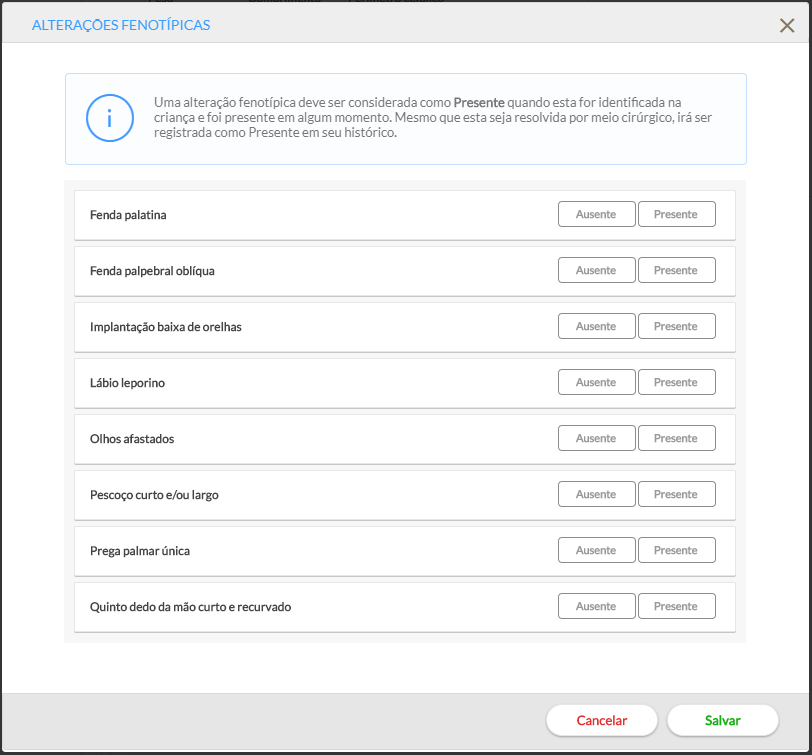 ALTERAÇÕES FENOTÍPICAS
i
Uma alteração fenotípica deve ser considerada como Presente quando esta for identificada na
criança e foi presente em algum momento. Mesmo que esta seja resolvida por meio cirúrgico, irá ser
registrada como Presente em seu histórico.
Fenda palatina Ausente Presente
Fenda palpebral oblíqua Ausente Presente
Implantação baixa de orelhas Ausente Presente
Lábio leporino Ausente Presente
Olhos afastados Ausente Presente
Pescoço curto e/ou largo Ausente Presente
Prega palmar única Ausente Presente
Quinto dedo da mão curto e recurvado Ausente Presente
Cancelar Salvar